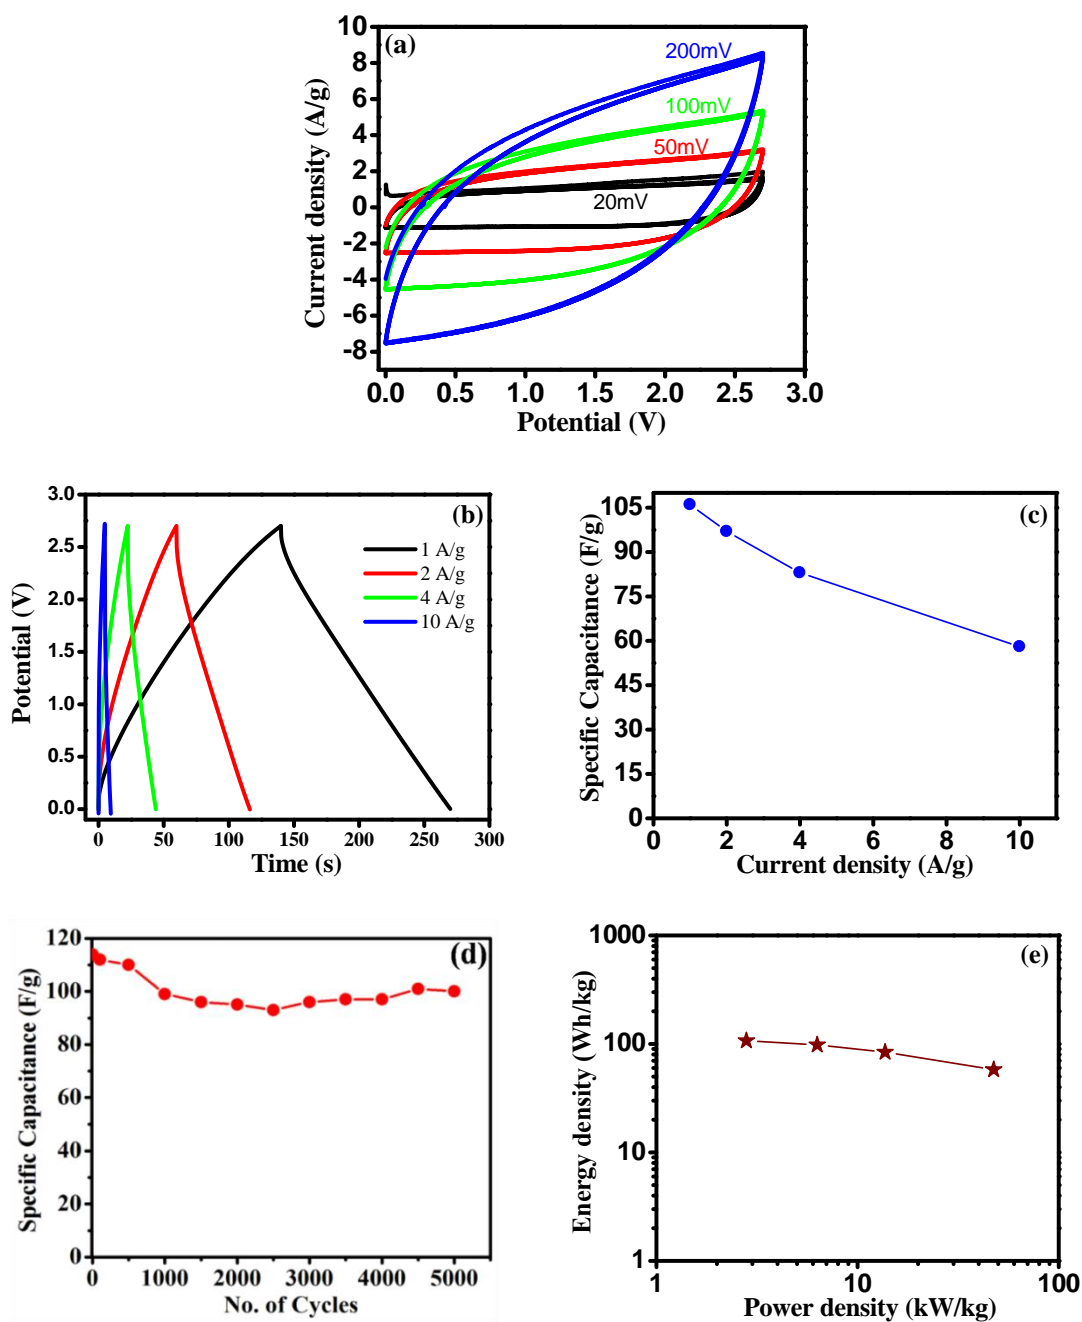 (a)
200mV
100mV
50mV
20mV
10
8
6
4
2
0
-2
-4
-6
-8
Current density (A/g)
0.0 0.5 1.0 1.5 2.0 2.5 3.0
Potential (V)
(b)
1 A/g
2 A/g
4 A/g
10 A/g
3.0
2.5
2.0
1.5
1.0
0.5
0.0
Potential (V)
0 50 100 150 200 250 300
Time (s)
(c)
105
90
75
60
45
30
15
0
Specific Capacitance (F/g)
0 2 4 6 8 10
Current density (A/g)
(d)
120
100
80
60
40
20
0
Specific Capacitance (F/g)
0 1000 2000 3000 4000 5000
No. of Cycles
(e)
1000
100
10
1
Energy density (Wh/kg)
1 10 100
Power density (kW/kg)